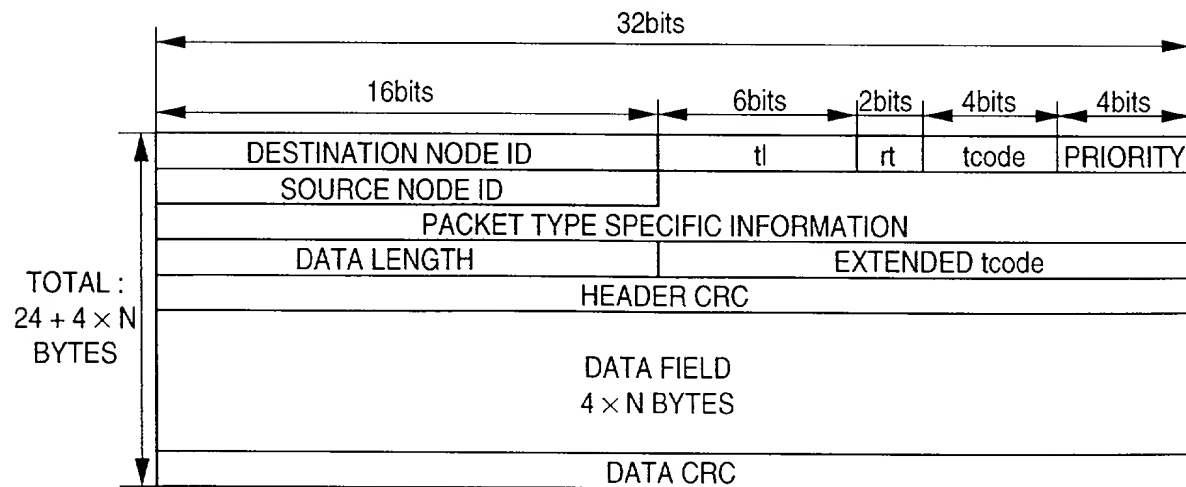 32bits
16bits 6bits 2bits 4bits 4bits
DESTINATION NODE ID tl rt tcode PRIORITY
SOURCE NODE ID
PACKET TYPE SPECIFIC INFORMATION
DATA LENGTH EXTENDED tcode
HEADER CRC
TOTAL :
24 + 4 × N
BYTES
DATA FIELD
4 × N BYTES
DATA CRC